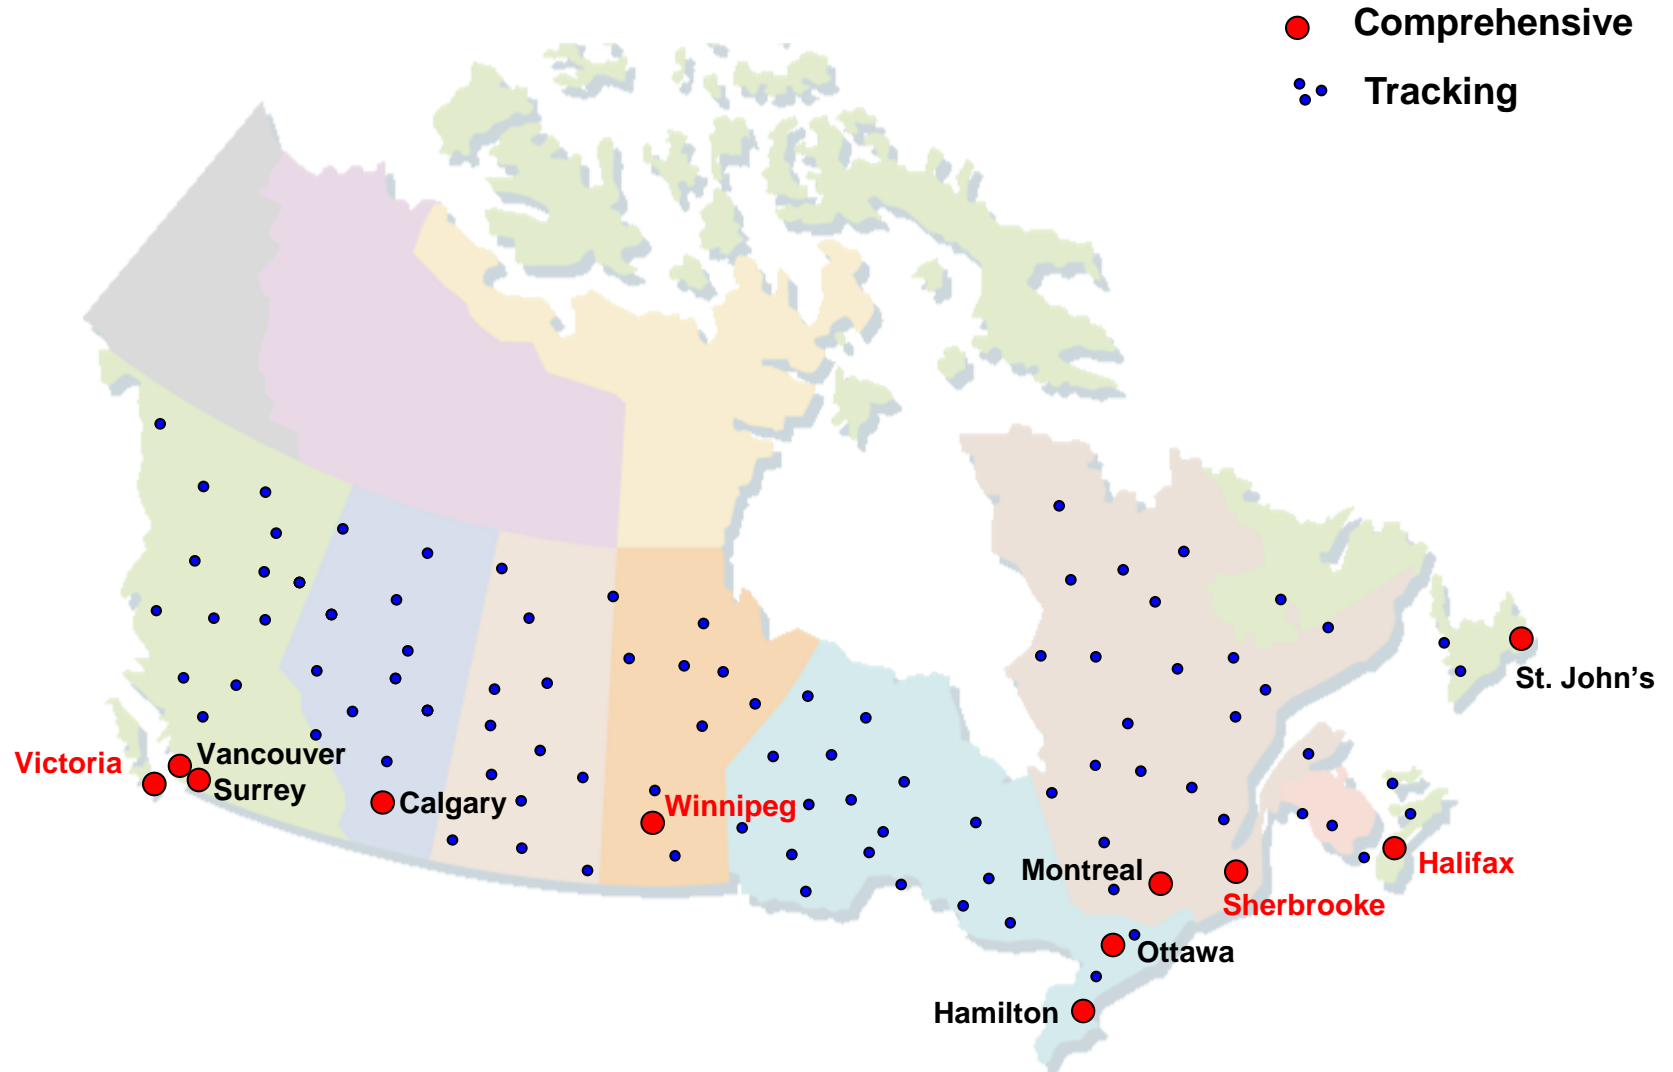 Comprehensive
Tracking
Victoria
Vancouver
Surrey
Calgary
Winnipeg
St. John’s
Montreal
Halifax
Sherbrooke
Ottawa
Hamilton